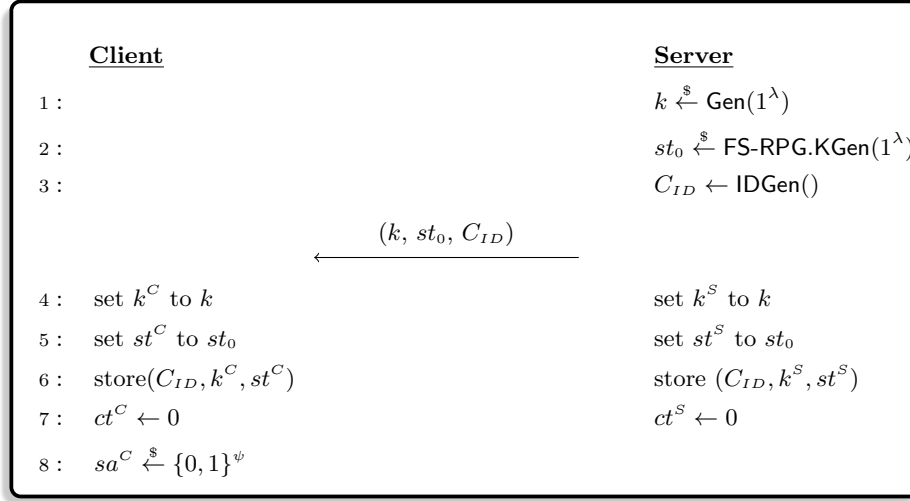 Client Server
1 : k ←$ Gen(1^λ)
2 : st_0 ←$ FS-RPG.KGen(1^λ)
3 : C_ID ← IDGen()
(k, st_0, C_ID)
4 : set k^C to k set k^S to k
5 : set st^C to st_0 set st^S to st_0
6 : store(C_ID, k^C, st^C) store (C_ID, k^S, st^S)
7 : ct^C ← 0 ct^S ← 0
8 : sa^C ←$ {0, 1}^ψ